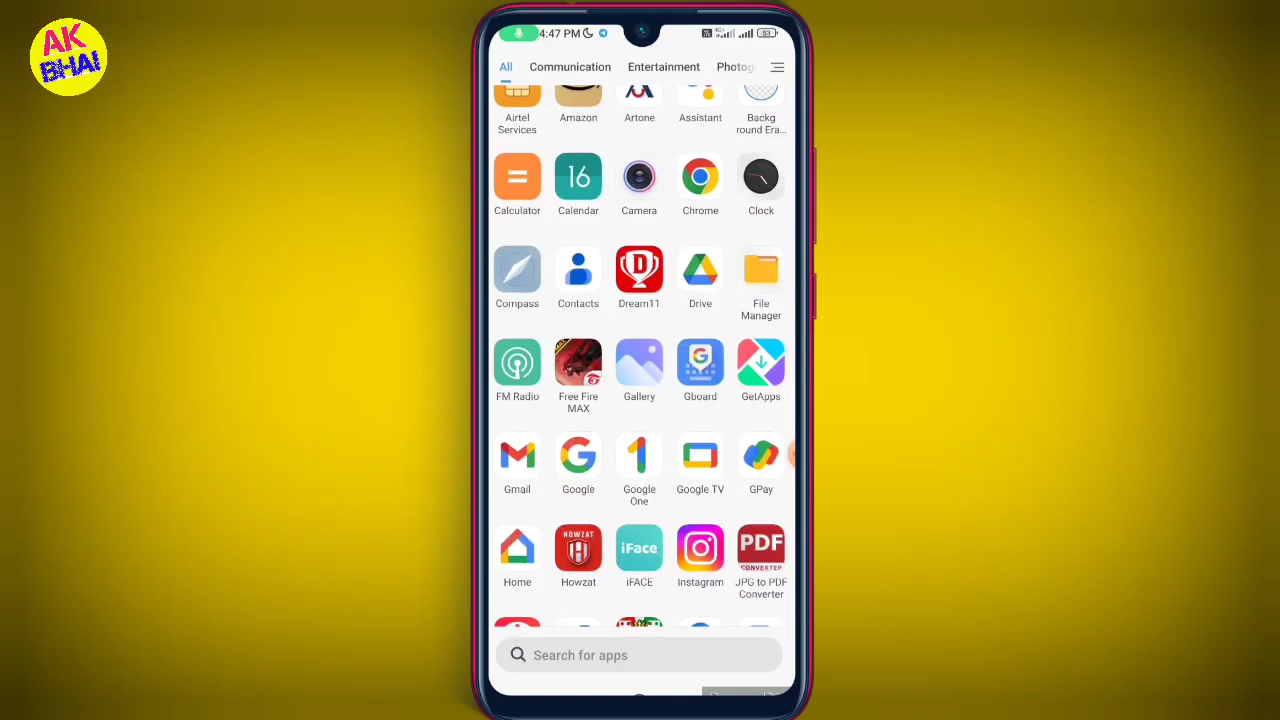 AK
BHAI
4:47 PM
4G+
53
All Communication Entertainment Photog
Airtel
Services
Amazon
Artone
Assistant
Backg
round Era...
16
Calculator
Calendar
Camera
Chrome
Clock
D
Compass
Contacts
Dream11
Drive
File
Manager
G
FM Radio
Free Fire
MAX
Gallery
Gboard
GetApps
Gmail
Google
Google
One
Google TV
GPay
HOWZAT
H
iFace
PDF
CONVERTER
Home
Howzat
iFACE
Instagram
JPG to PDF
Converter
Search for apps